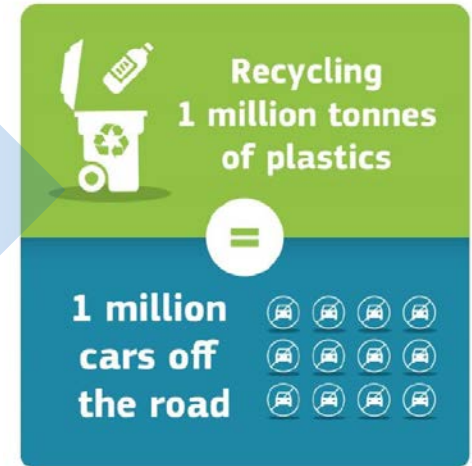 Recycling
1 million tonnes
of plastics
=
1 million
cars off
the road